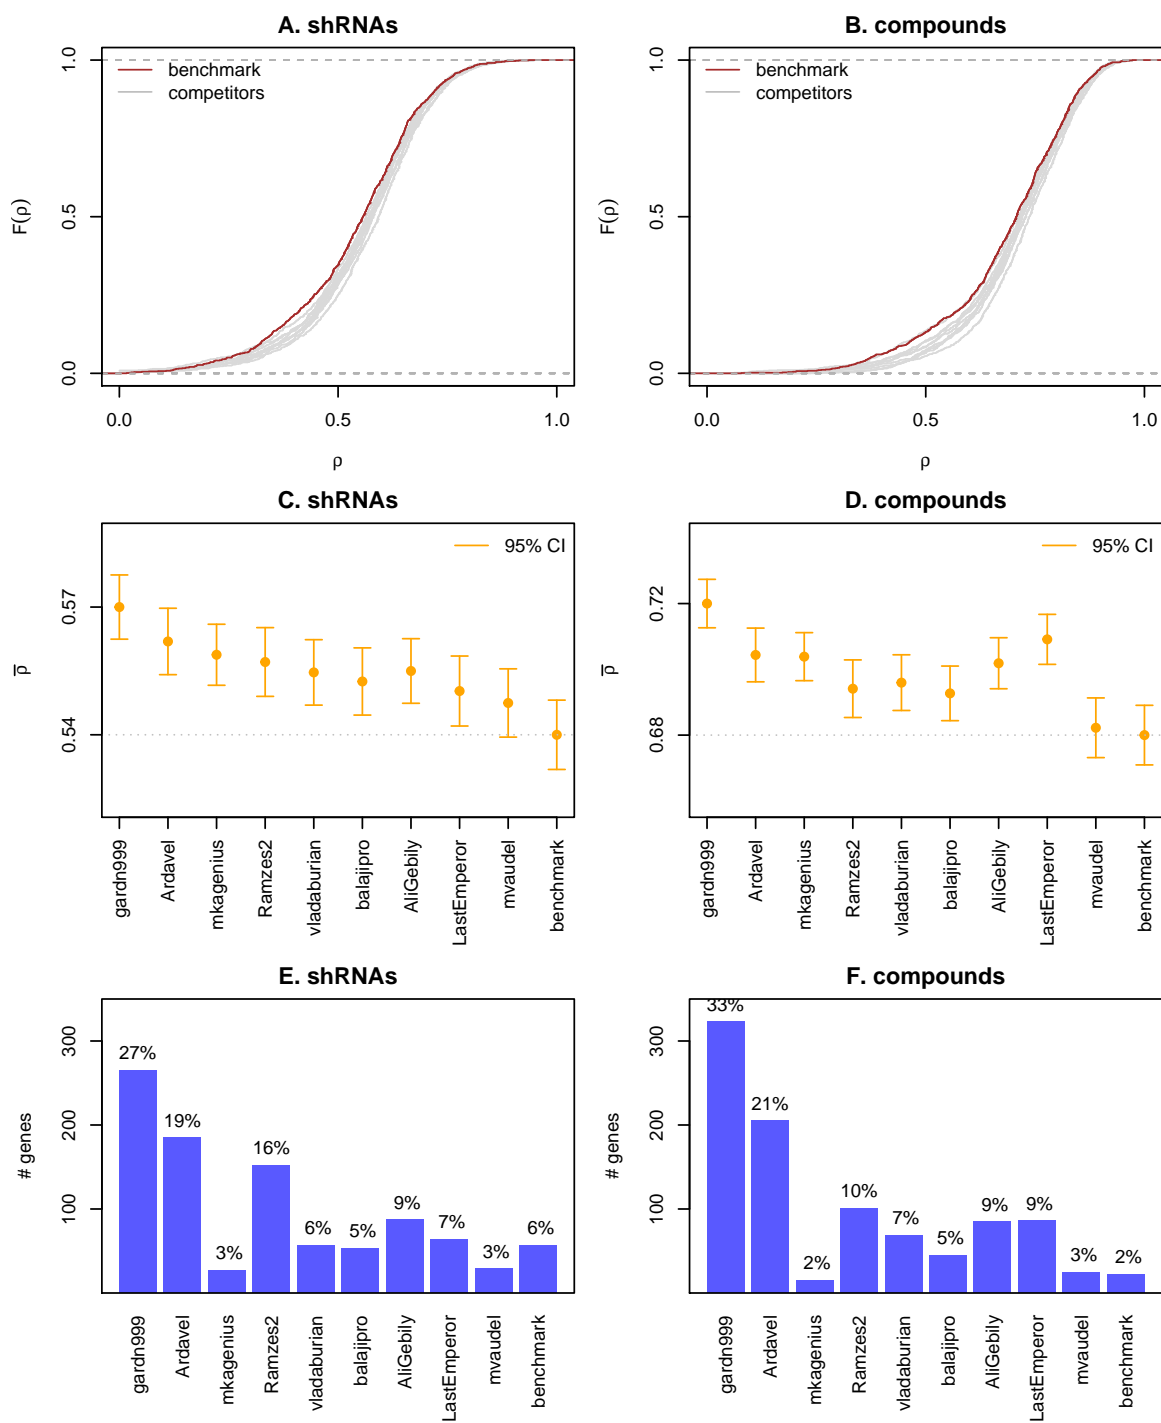 A. shRNAs
benchmark
competitors
F(ρ)
0.0
0.5
1.0
0.0
0.5
1.0
ρ
B. compounds
benchmark
competitors
F(ρ)
0.0
0.5
1.0
0.0
0.5
1.0
ρ
C. shRNAs
95% CI
ρ̅
0.54
0.57
gardn999
Ardavel
mkagenius
Ramzes2
vladaburian
balajipro
AliGebily
LastEmperor
mvaudel
benchmark
D. compounds
95% CI
ρ̅
0.68
0.72
gardn999
Ardavel
mkagenius
Ramzes2
vladaburian
balajipro
AliGebily
LastEmperor
mvaudel
benchmark
E. shRNAs
# genes
100
200
300
27%
19%
3%
16%
6%
5%
9%
7%
3%
6%
gardn999
Ardavel
mkagenius
Ramzes2
vladaburian
balajipro
AliGebily
LastEmperor
mvaudel
benchmark
F. compounds
# genes
100
200
300
33%
21%
2%
10%
7%
5%
9%
9%
3%
2%
gardn999
Ardavel
mkagenius
Ramzes2
vladaburian
balajipro
AliGebily
LastEmperor
mvaudel
benchmark